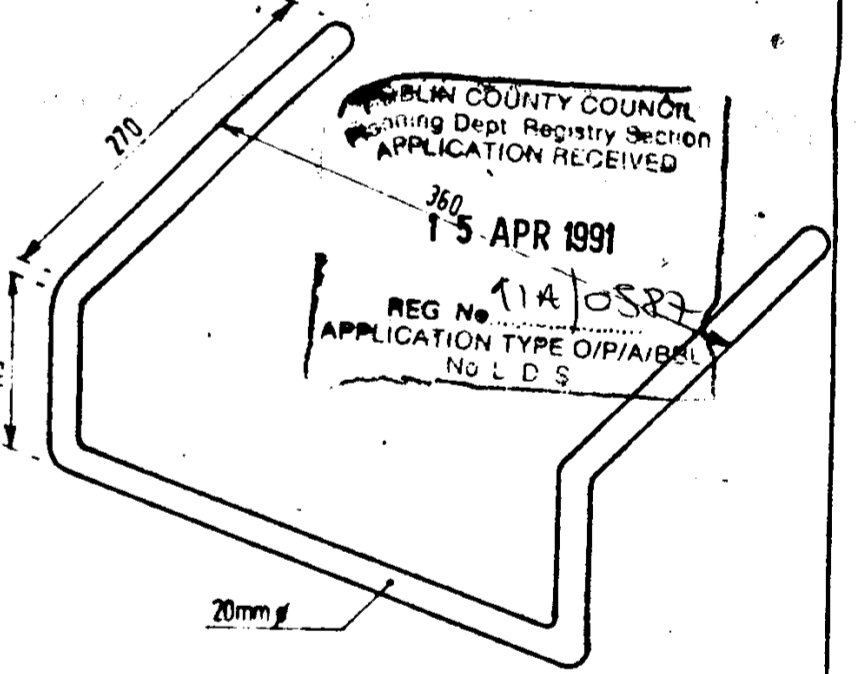 270
COUNTY COUNCIL
Planning Dept Registry Section
APPLICATION RECEIVED
360
15 APR 1991
REG No 91A/0587
APPLICATION TYPE O/P/A/BBL
No L D S
20mm ø